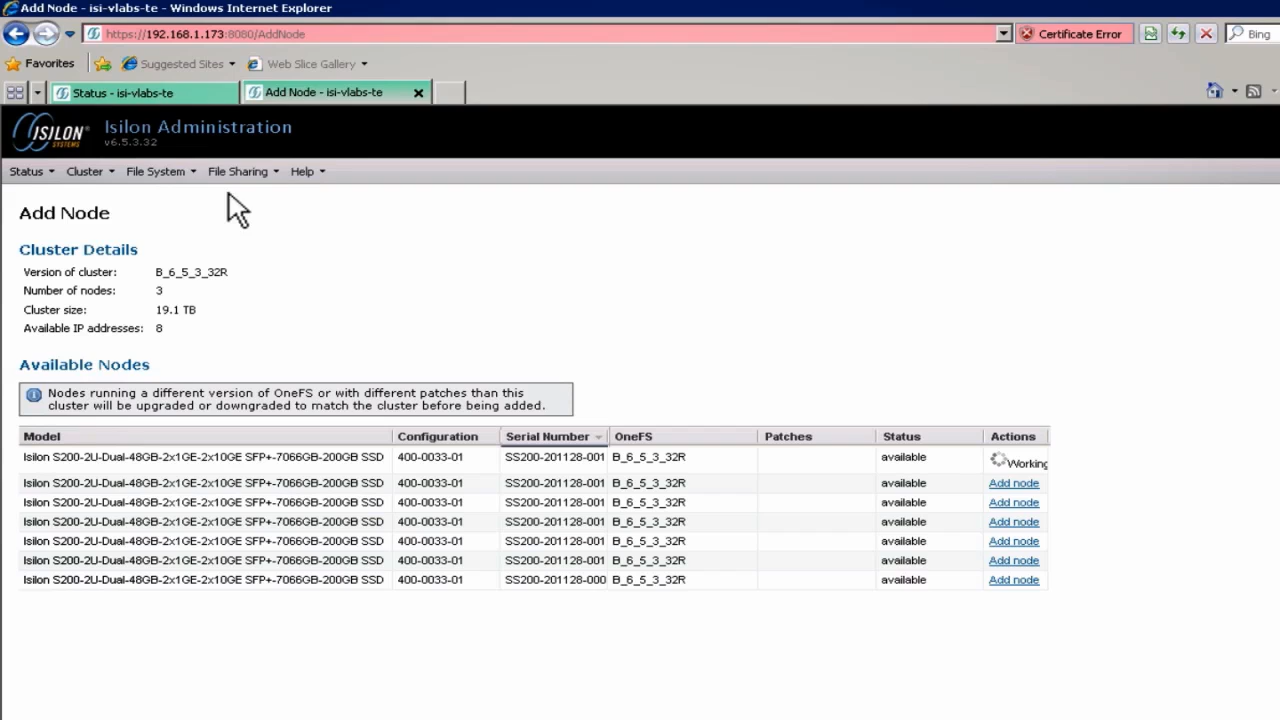 Add Node - isi-vlabs-te - Windows Internet Explorer
https://192.168.1.173:8080/AddNode
Certificate Error
Bing
Favorites
Suggested Sites
Web Slice Gallery
Status - isi-vlabs-te
Add Node - isi-vlabs-te
ISILON SYSTEMS
Isilon Administration
v6.5.3.32
Status Cluster File System File Sharing Help
Add Node
Cluster Details
Version of cluster: B_6_5_3_32R
Number of nodes: 3
Cluster size: 19.1 TB
Available IP addresses: 8
Available Nodes
Nodes running a different version of OneFS or with different patches than this
cluster will be upgraded or downgraded to match the cluster before being added.
Model Configuration Serial Number OneFS Patches Status Actions
Isilon S200-2U-Dual-48GB-2x1GE-2x10GE SFP+-7066GB-200GB SSD 400-0033-01 SS200-201128-001 B_6_5_3_32R available Working
Isilon S200-2U-Dual-48GB-2x1GE-2x10GE SFP+-7066GB-200GB SSD 400-0033-01 SS200-201128-001 B_6_5_3_32R available Add node
Isilon S200-2U-Dual-48GB-2x1GE-2x10GE SFP+-7066GB-200GB SSD 400-0033-01 SS200-201128-001 B_6_5_3_32R available Add node
Isilon S200-2U-Dual-48GB-2x1GE-2x10GE SFP+-7066GB-200GB SSD 400-0033-01 SS200-201128-001 B_6_5_3_32R available Add node
Isilon S200-2U-Dual-48GB-2x1GE-2x10GE SFP+-7066GB-200GB SSD 400-0033-01 SS200-201128-001 B_6_5_3_32R available Add node
Isilon S200-2U-Dual-48GB-2x1GE-2x10GE SFP+-7066GB-200GB SSD 400-0033-01 SS200-201128-001 B_6_5_3_32R available Add node
Isilon S200-2U-Dual-48GB-2x1GE-2x10GE SFP+-7066GB-200GB SSD 400-0033-01 SS200-201128-000 B_6_5_3_32R available Add node